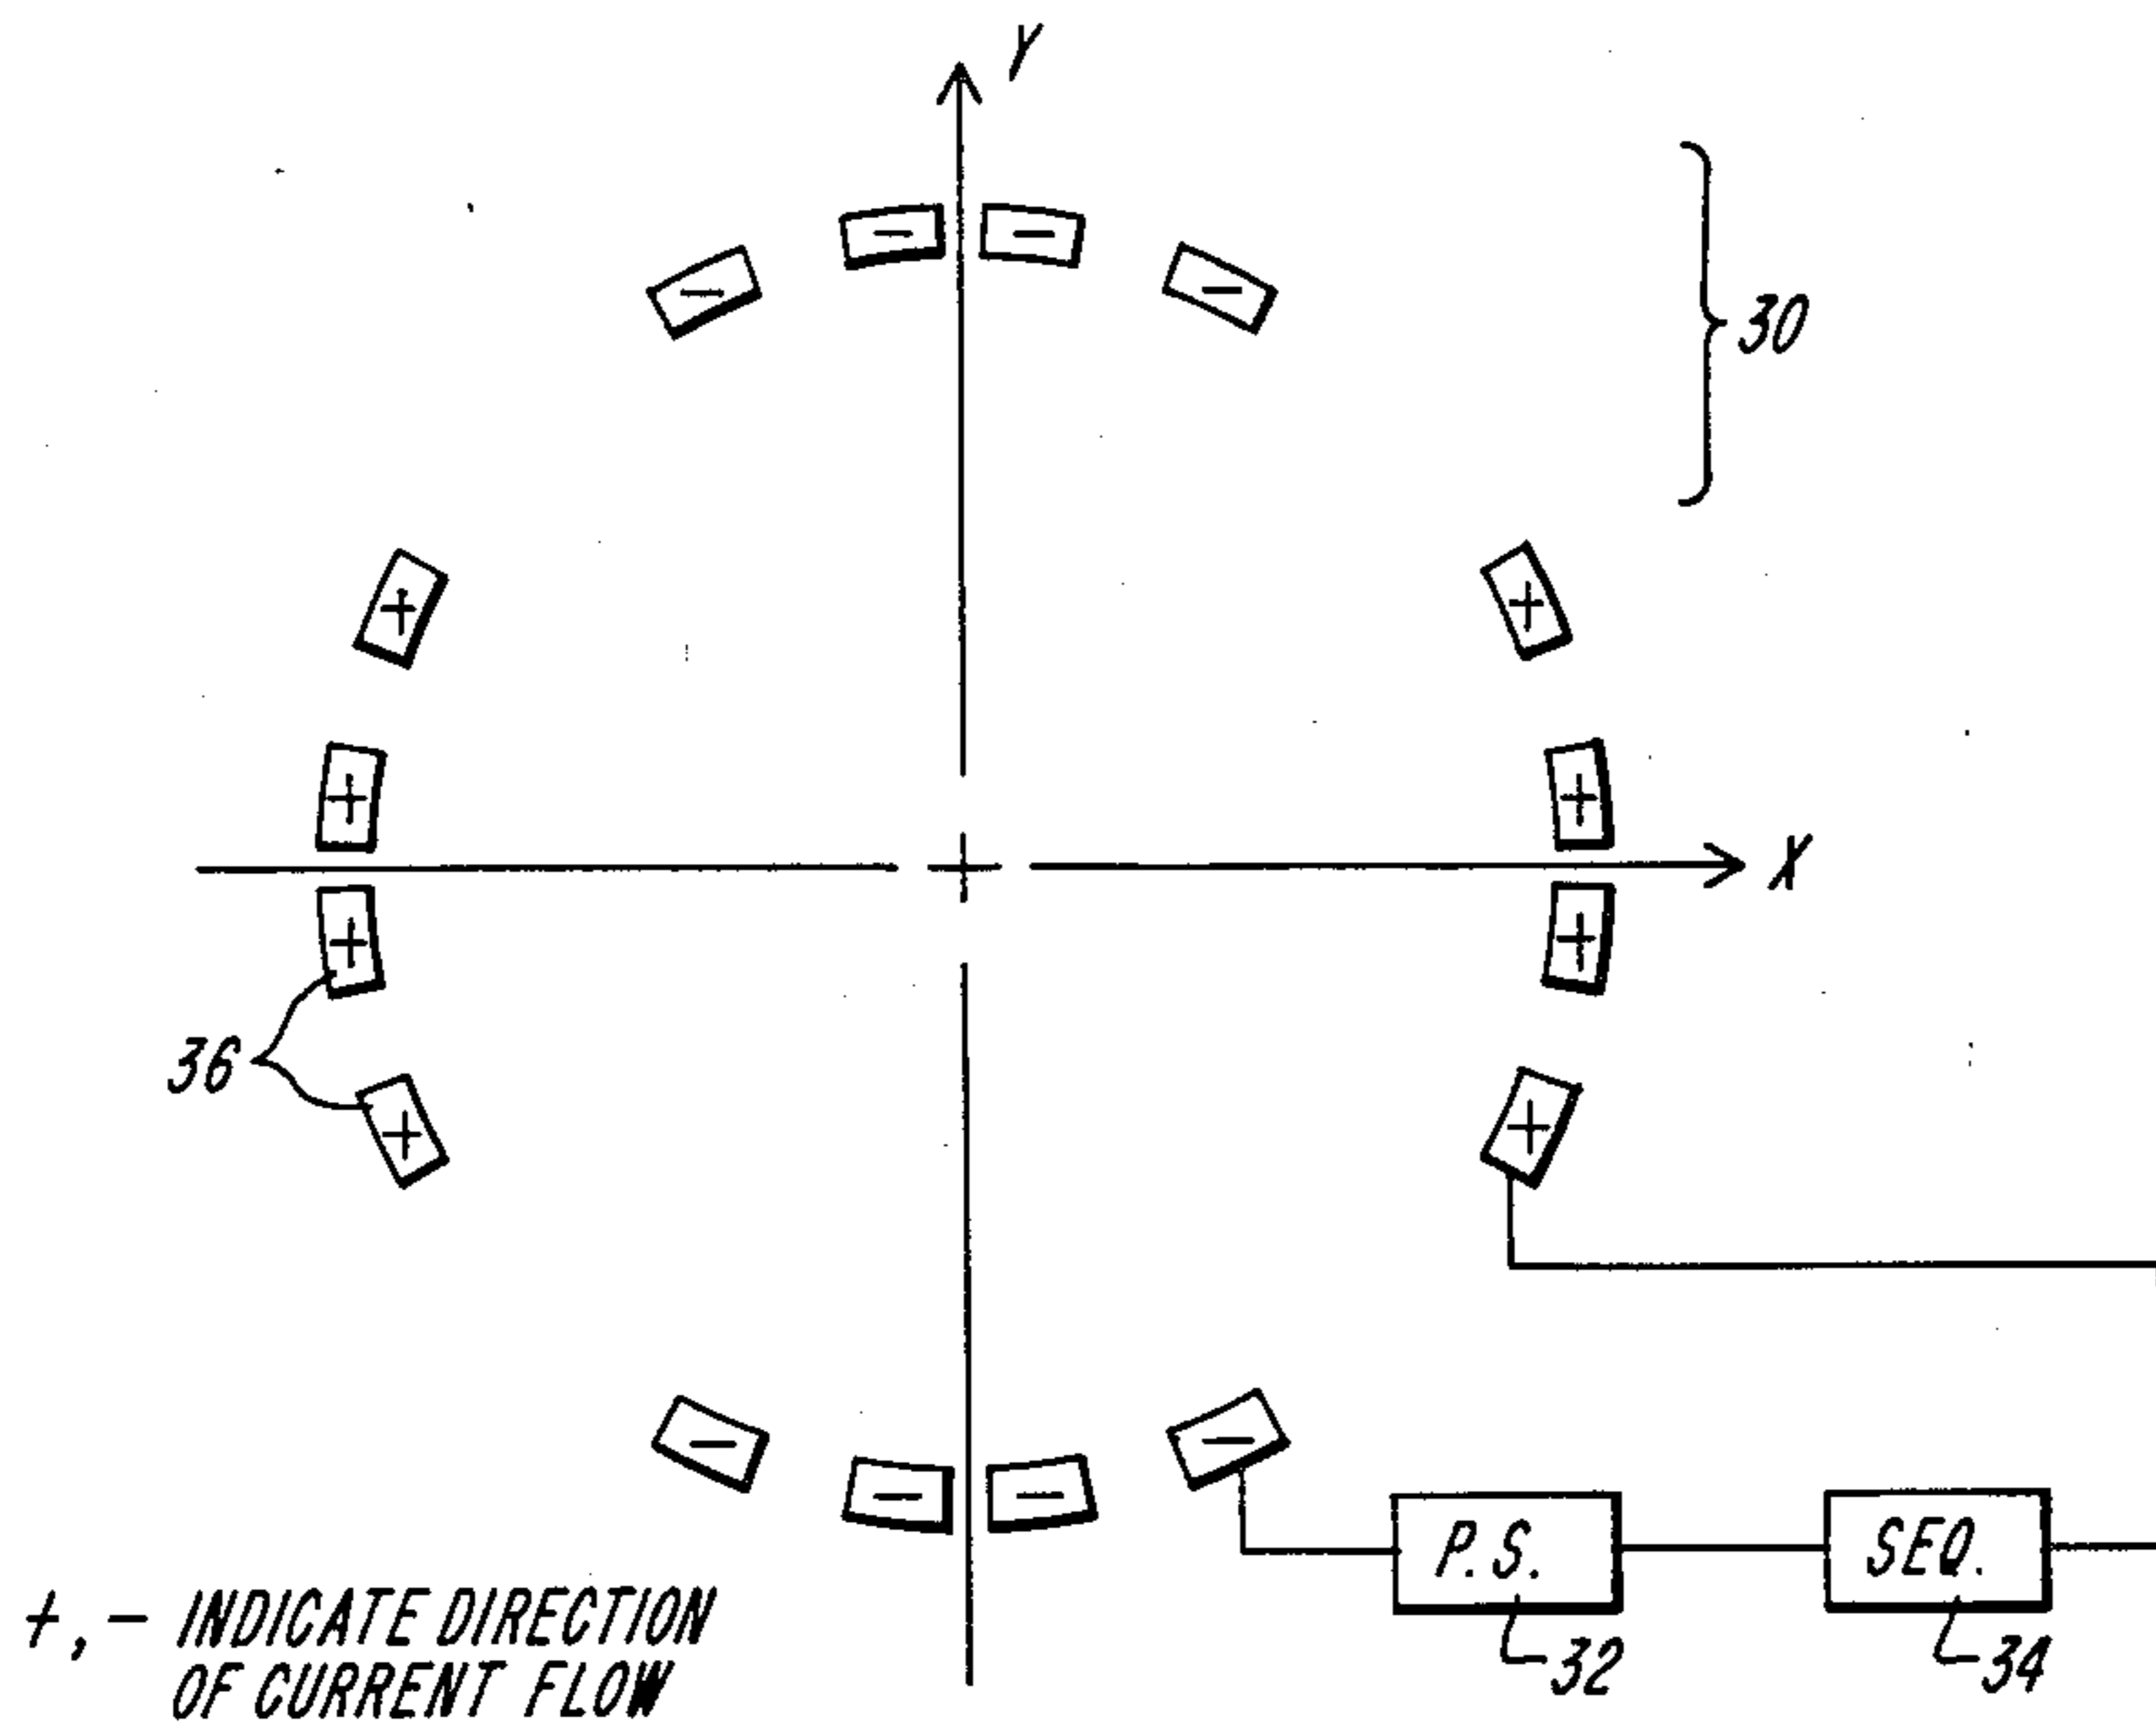 Y
- -
- -
30
+ +
+ +
X
+ +
36
+ +
- -
- -
P.S. SEQ.
32 34
+, - INDICATE DIRECTION
OF CURRENT FLOW